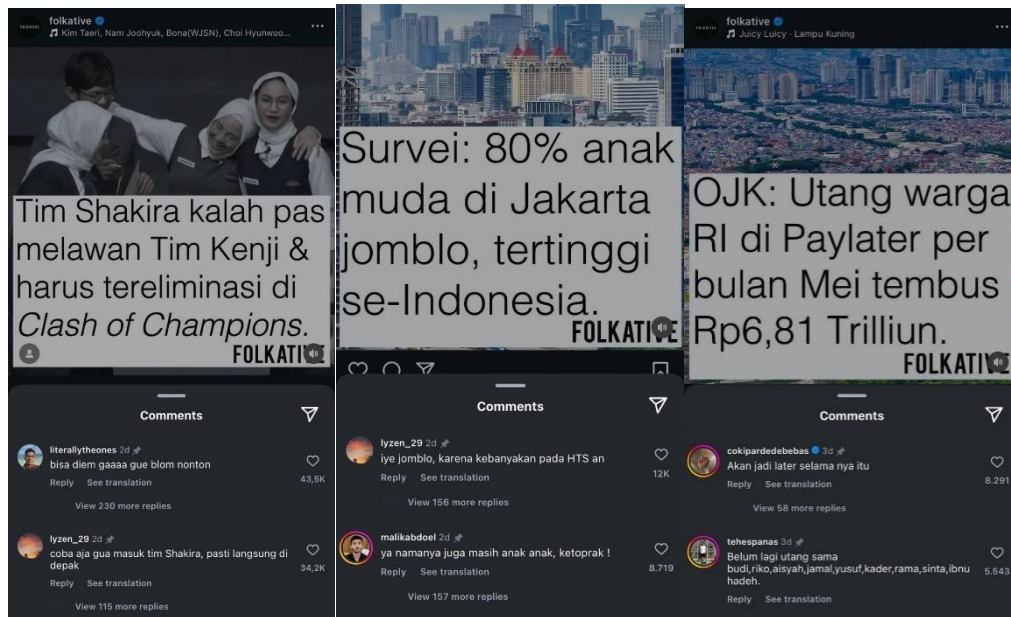 folkative
Kim Taeri, Nam Joohyuk, Bona(WJSN), Choi Hyunwoo...
Tim Shakira kalah pas
melawan Tim Kenji &
harus tereliminasi di
Clash of Champions.
FOLKATIVE
Comments
literallytheones 2d
bisa diem gaaaa gue blom nonton
Reply See translation
43,5K
View 230 more replies
lyzen_29 2d
coba aja gua masuk tim Shakira, pasti langsung di
depak
34,2K
Reply See translation
View 115 more replies
Survei: 80% anak
muda di Jakarta
jomblo, tertinggi
se-Indonesia.
FOLKATIVE
Comments
lyzen_29 2d
iye jomblo, karena kebanyakan pada HTS an
12K
Reply See translation
View 156 more replies
malikabdoel 2d
ya namanya juga masih anak anak, ketoprak !
8.719
Reply See translation
View 157 more replies
folkative
Juicy Luicy · Lampu Kuning
OJK: Utang warga
RI di Paylater per
bulan Mei tembus
Rp6,81 Trilliun.
FOLKATIVE
Comments
cokipardedebebas 3d
Akan jadi later selama nya itu
8.291
Reply See translation
View 58 more replies
tehespanas 3d
Belum lagi utang sama
budi,riko,aisyah,jamal,yusuf,kader,rama,sinta,ibnu
hadeh.
5.543
Reply See translation